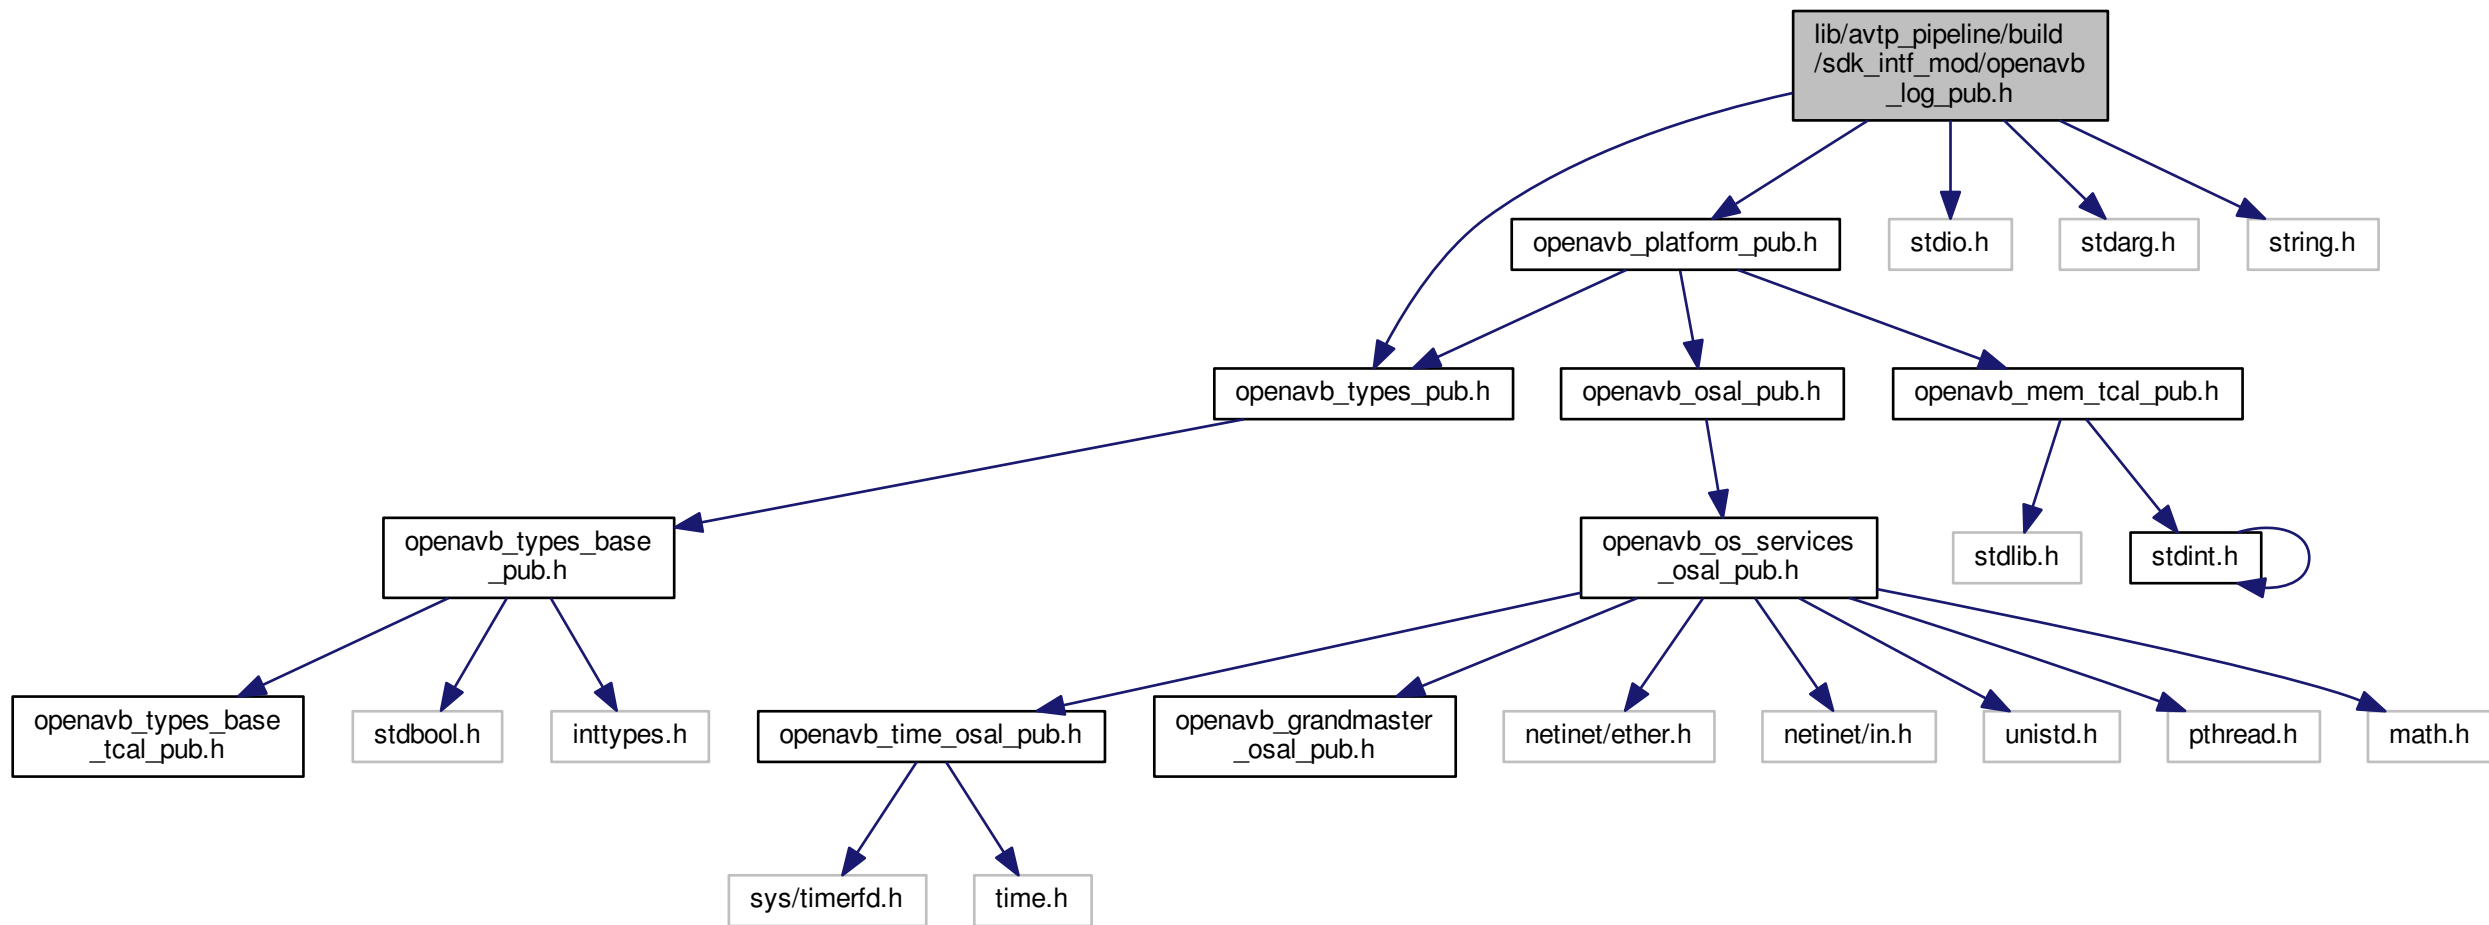 lib/avtp_pipeline/build
/sdk_intf_mod/openavb
_log_pub.h
openavb_platform_pub.h
stdio.h
stdarg.h
string.h
openavb_types_pub.h
openavb_osal_pub.h
openavb_mem_tcal_pub.h
openavb_types_base
_pub.h
openavb_os_services
_osal_pub.h
stdlib.h
stdint.h
openavb_types_base
_tcal_pub.h
stdbool.h
inttypes.h
openavb_time_osal_pub.h
openavb_grandmaster
_osal_pub.h
netinet/ether.h
netinet/in.h
unistd.h
pthread.h
math.h
sys/timerfd.h
time.h